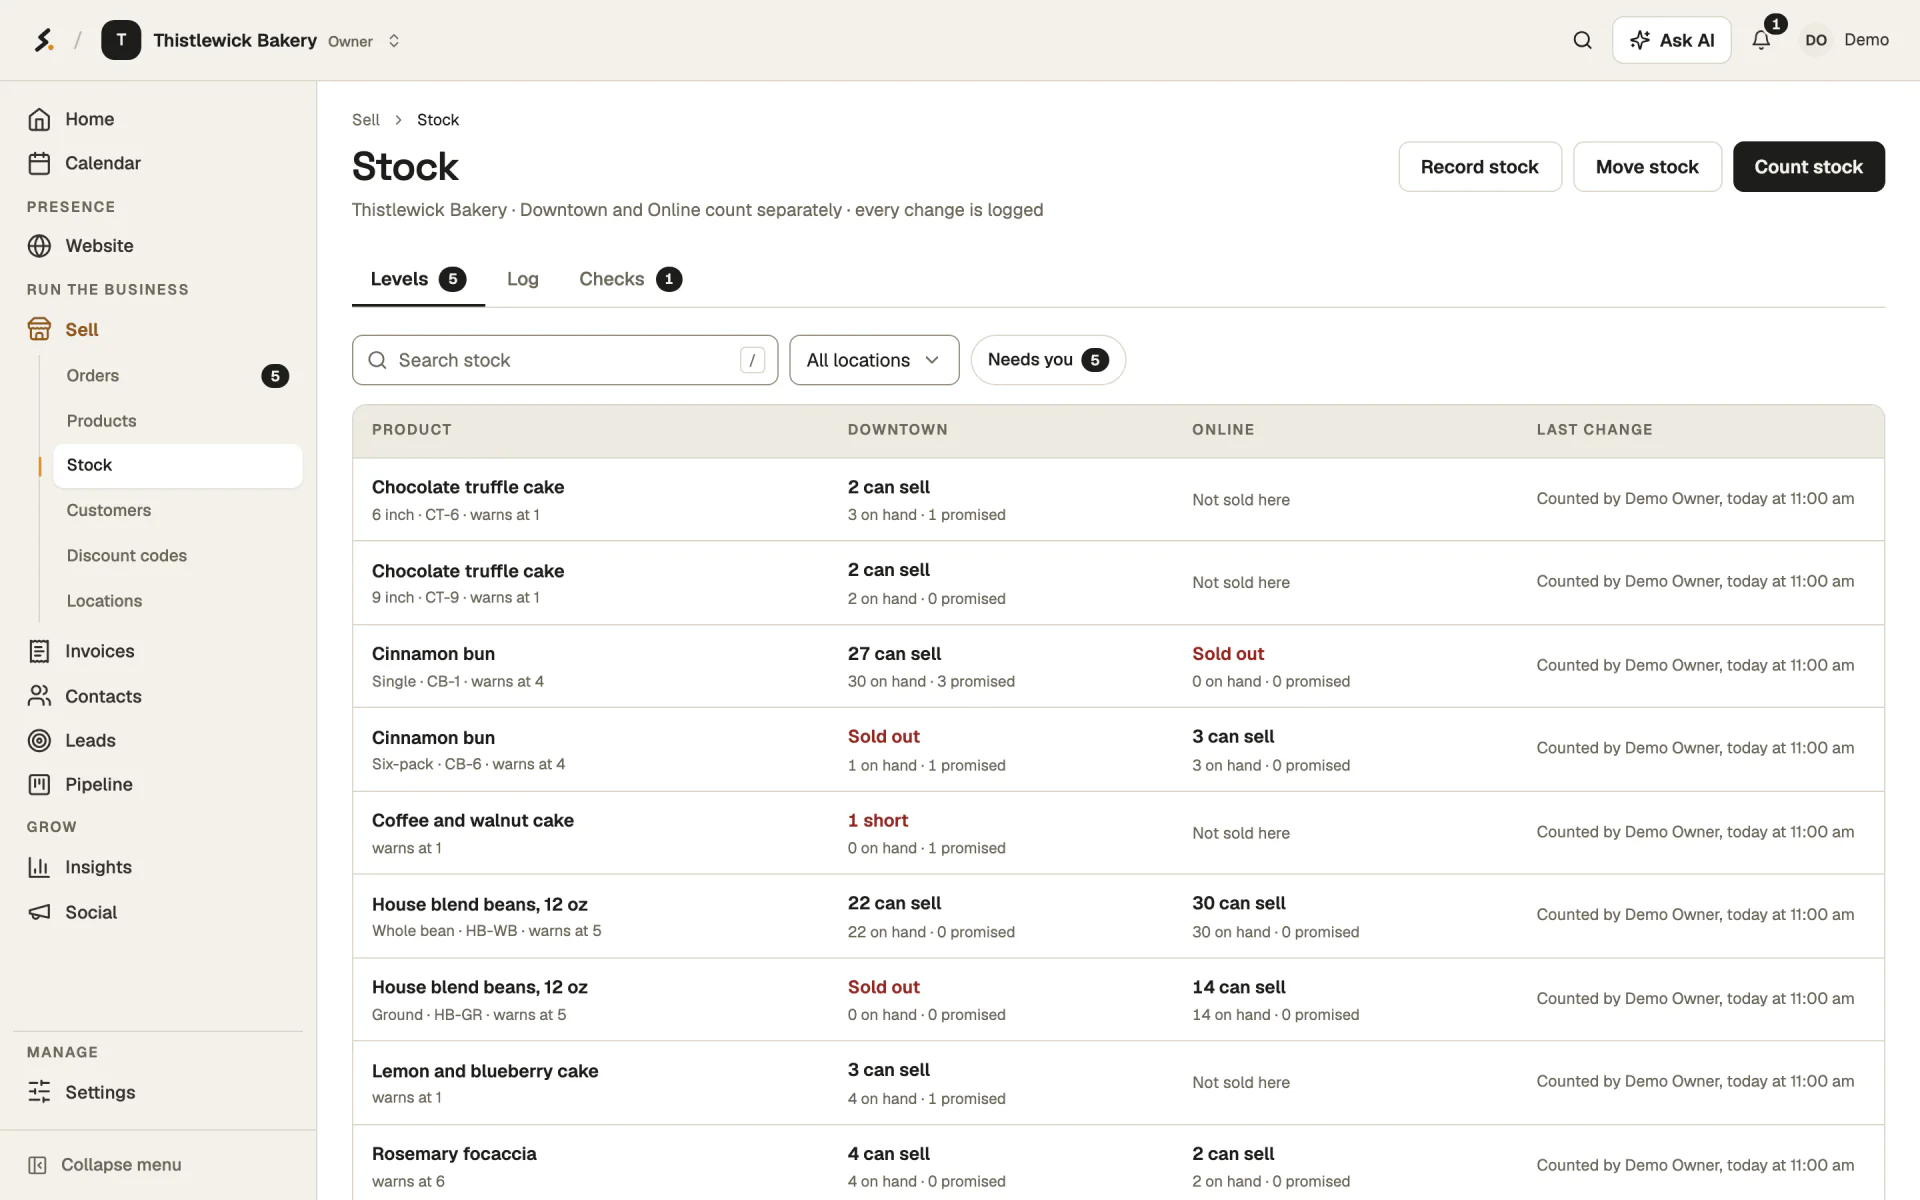 / T Thistlewick Bakery Owner
Ask AI
1
DO Demo
Home
Calendar
PRESENCE
Website
RUN THE BUSINESS
Sell
Orders 5
Products
Stock
Customers
Discount codes
Locations
Invoices
Contacts
Leads
Pipeline
GROW
Insights
Social
MANAGE
Settings
Collapse menu
Sell > Stock
Stock
Thistlewick Bakery · Downtown and Online count separately · every change is logged
Record stock
Move stock
Count stock
Levels 5
Log
Checks 1
Search stock /
All locations
Needs you 5
PRODUCT DOWNTOWN ONLINE LAST CHANGE
Chocolate truffle cake 2 can sell Not sold here Counted by Demo Owner, today at 11:00 am
6 inch · CT-6 · warns at 1 3 on hand · 1 promised
Chocolate truffle cake 2 can sell Not sold here Counted by Demo Owner, today at 11:00 am
9 inch · CT-9 · warns at 1 2 on hand · 0 promised
Cinnamon bun 27 can sell Sold out Counted by Demo Owner, today at 11:00 am
Single · CB-1 · warns at 4 30 on hand · 3 promised 0 on hand · 0 promised
Cinnamon bun Sold out 3 can sell Counted by Demo Owner, today at 11:00 am
Six-pack · CB-6 · warns at 4 1 on hand · 1 promised 3 on hand · 0 promised
Coffee and walnut cake 1 short Not sold here Counted by Demo Owner, today at 11:00 am
warns at 1 0 on hand · 1 promised
House blend beans, 12 oz 22 can sell 30 can sell Counted by Demo Owner, today at 11:00 am
Whole bean · HB-WB · warns at 5 22 on hand · 0 promised 30 on hand · 0 promised
House blend beans, 12 oz Sold out 14 can sell Counted by Demo Owner, today at 11:00 am
Ground · HB-GR · warns at 5 0 on hand · 0 promised 14 on hand · 0 promised
Lemon and blueberry cake 3 can sell Not sold here Counted by Demo Owner, today at 11:00 am
warns at 1 4 on hand · 1 promised
Rosemary focaccia 4 can sell 2 can sell Counted by Demo Owner, today at 11:00 am
warns at 6 4 on hand · 0 promised 2 on hand · 0 promised